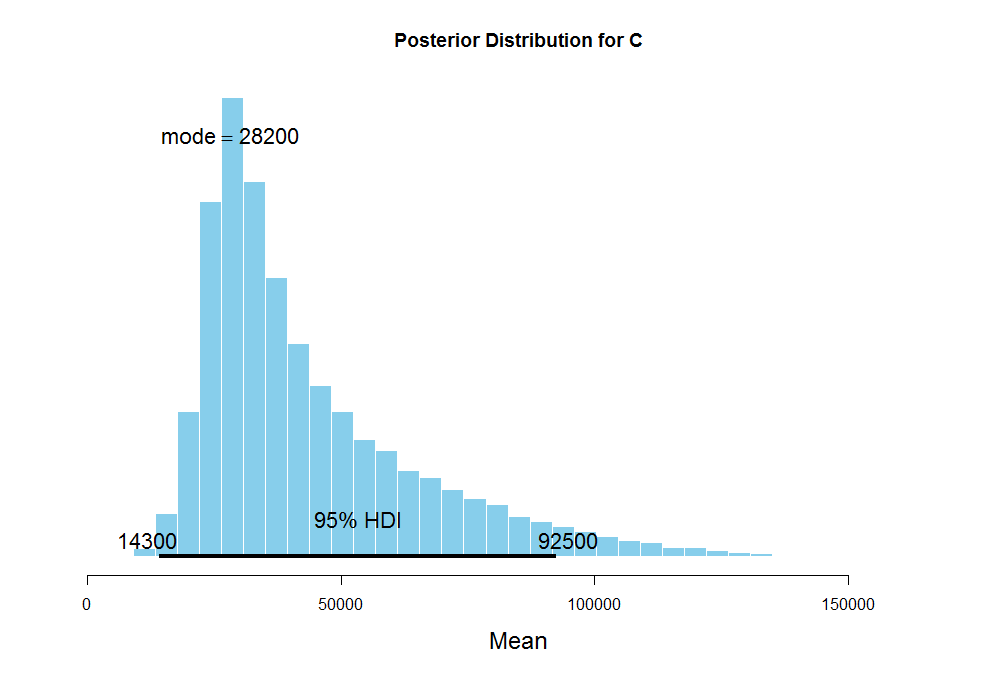 Posterior Distribution for C
mode = 28200
95% HDI
14300 92500
0 50000 100000 150000
Mean